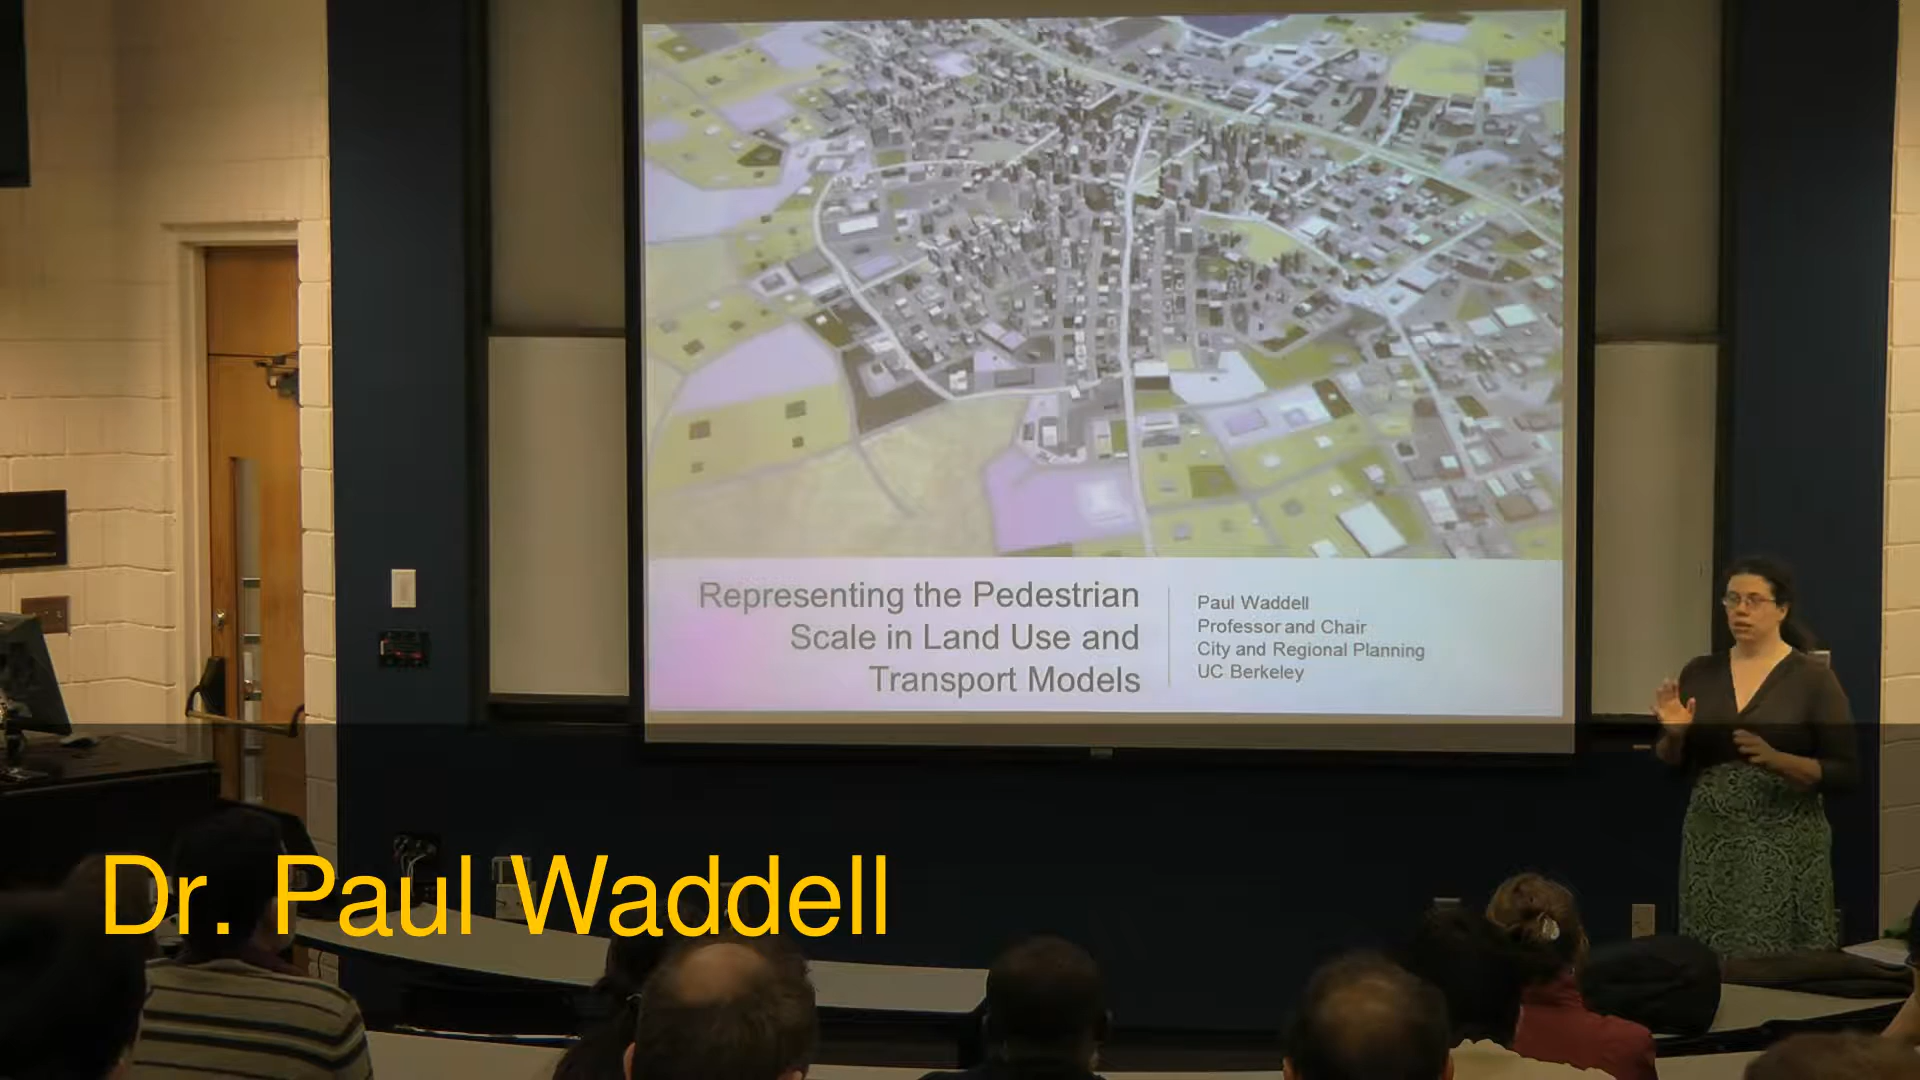 Representing the Pedestrian
Scale in Land Use and
Transport Models
Paul Waddell
Professor and Chair
City and Regional Planning
UC Berkeley
Dr. Paul Waddell